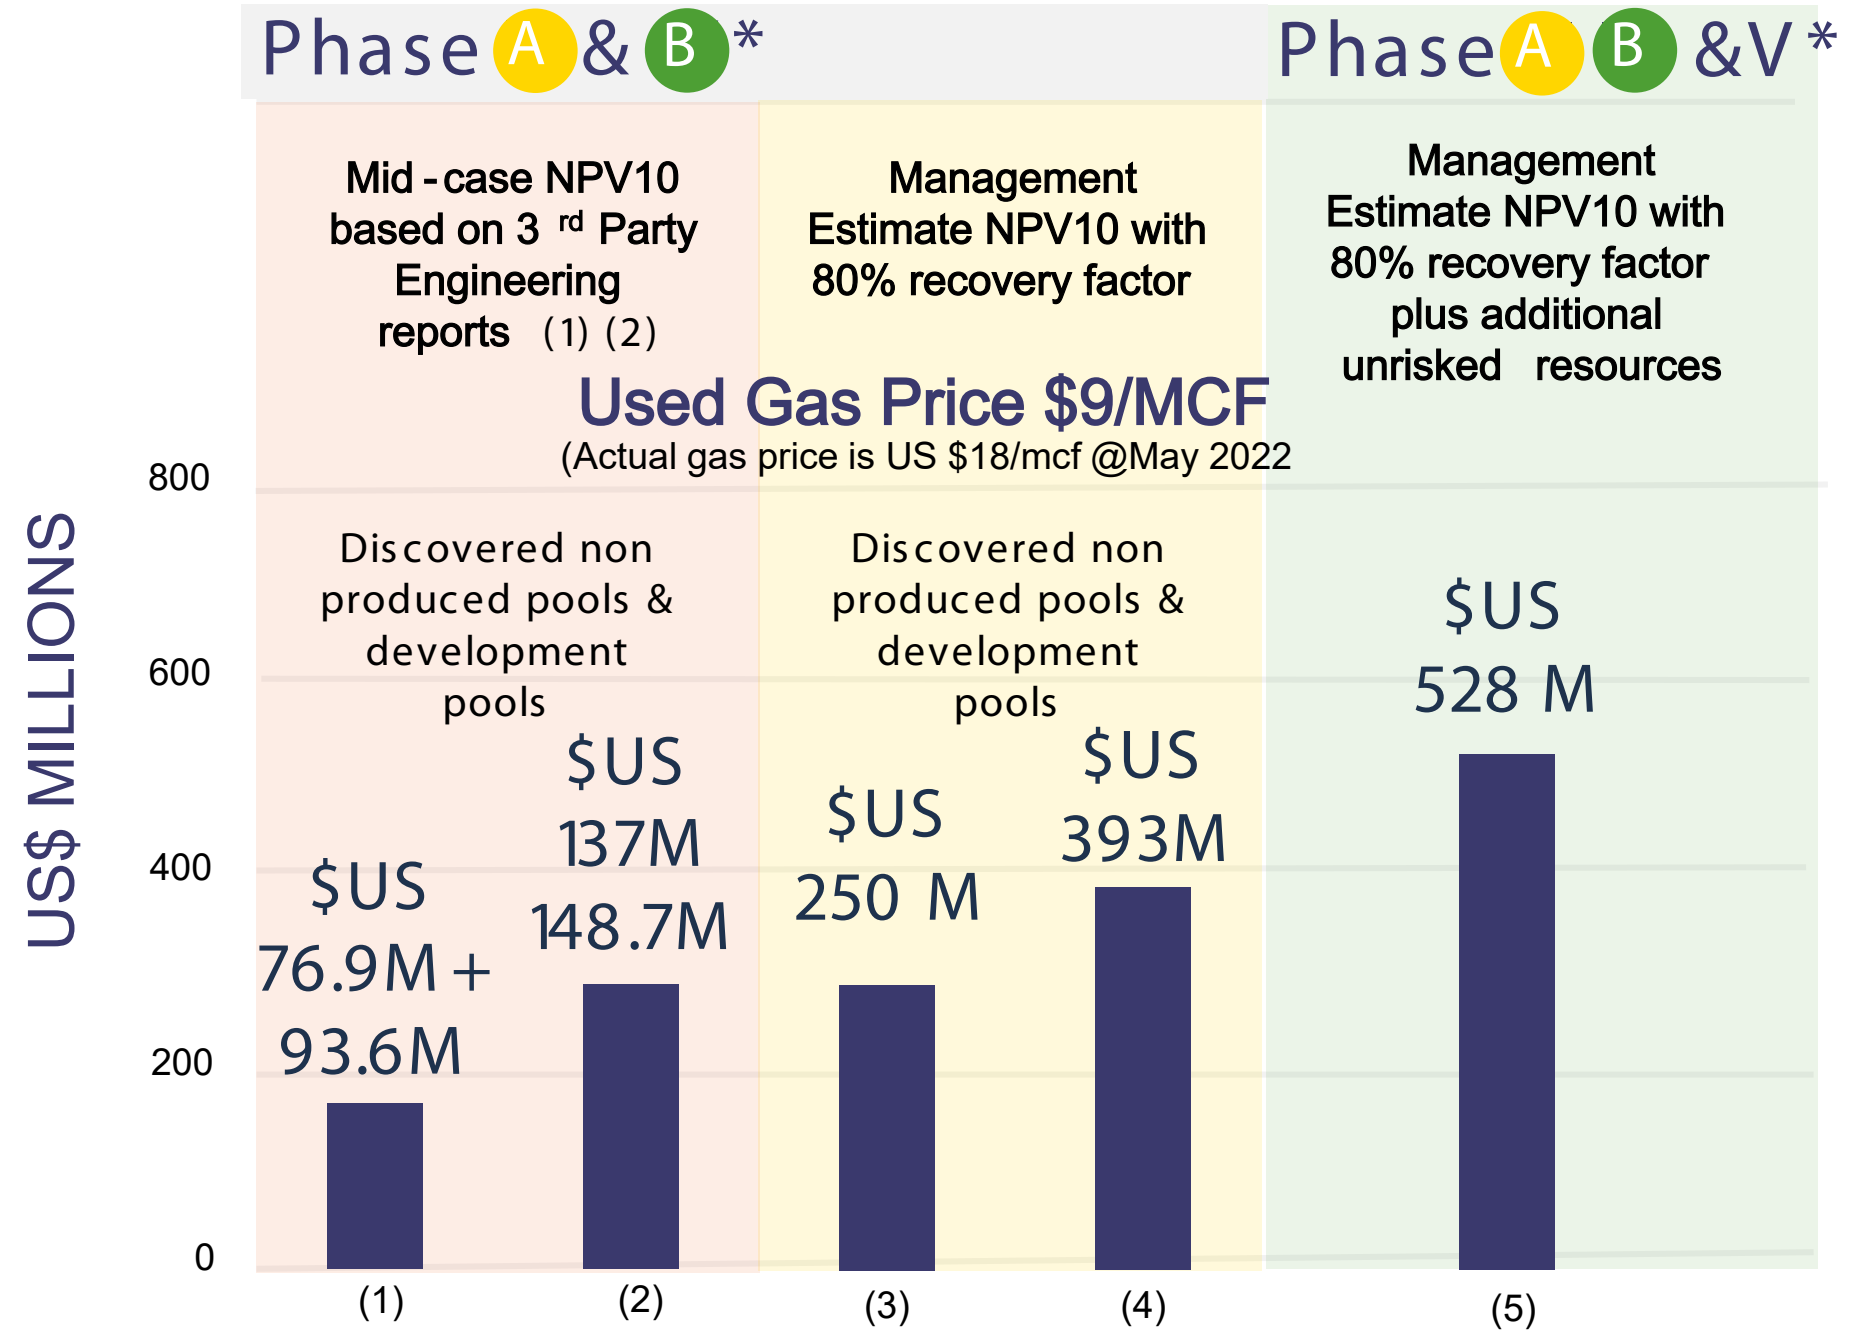 Phase A & B *
Phase A B & V *
Mid-case NPV10
based on 3 rd Party
Engineering
reports (1) (2)
Management
Estimate NPV10 with
80% recovery factor
Management
Estimate NPV10 with
80% recovery factor
plus additional
unrisked resources
Used Gas Price $9/MCF
(Actual gas price is US $18/mcf @May 2022
US$ MILLIONS
800
600
400
200
0
Discovered non
produced pools &
development
pools
Discovered non
produced pools &
development
pools
$US
76.9M +
93.6M
$US
137M
148.7M
$US
250 M
$US
393M
$US
528 M
(1)
(2)
(3)
(4)
(5)